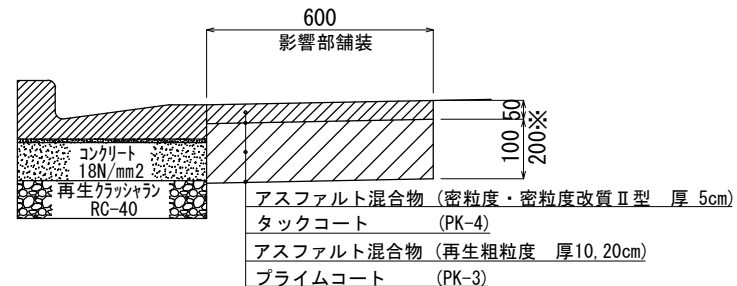 600
影響部舗装
50
100
200※
コンクリート
18N/mm2
再生クラッシャラン
RC-40
アスファルト混合物（密粒度・密粒度改質Ⅱ型　厚 5cm)
タックコート　　　(PK-4)
アスファルト混合物（再生粗粒度　厚10,20cm)
プライムコート　　(PK-3)